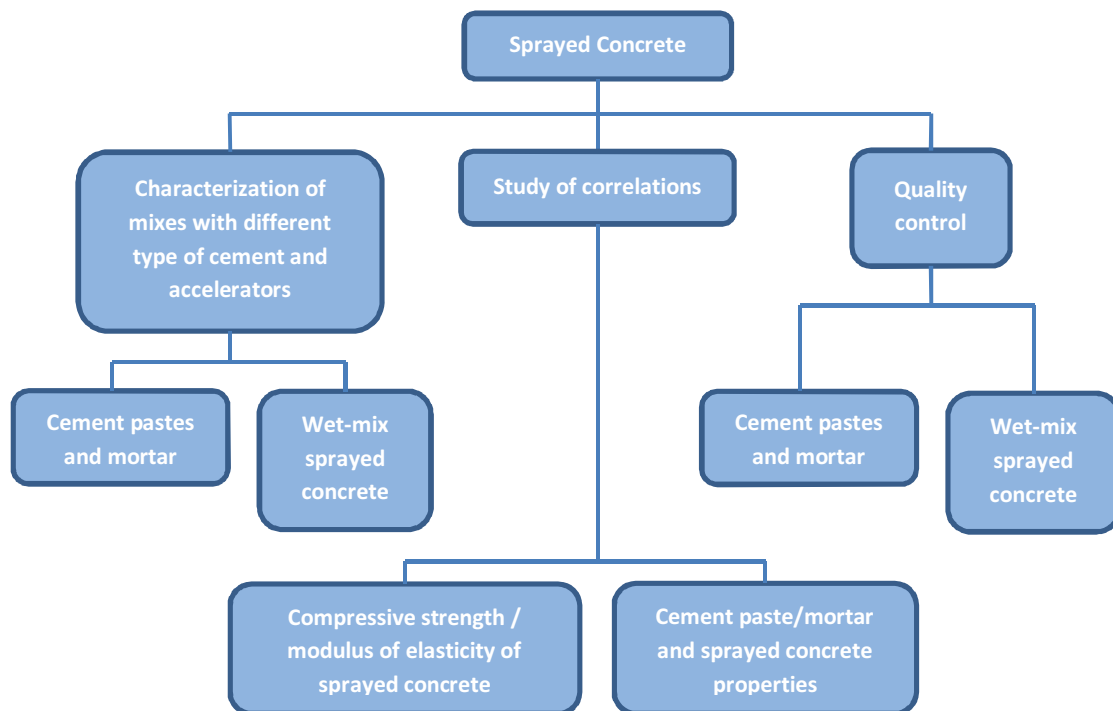 Sprayed Concrete
Characterization of
mixes with different
type of cement and
accelerators
Study of correlations
Quality
control
Cement pastes
and mortar
Wet-mix
sprayed
concrete
Cement pastes
and mortar
Wet-mix
sprayed
concrete
Compressive strength /
modulus of elasticity of
sprayed concrete
Cement paste/mortar
and sprayed concrete
properties